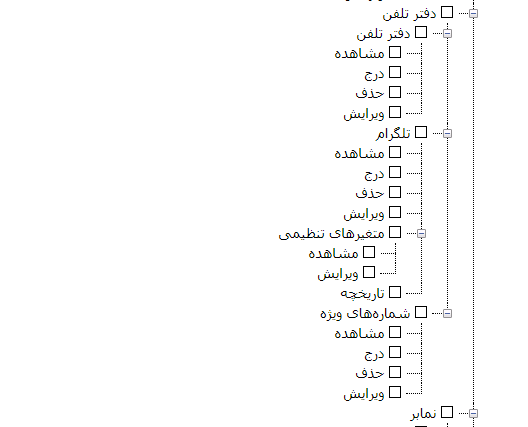 دفتر تلفن
دفتر تلفن
مشاهده
درج
حذف
ویرایش
تلگرام
مشاهده
درج
حذف
ویرایش
متغیرهای تنظیمی
مشاهده
ویرایش
تاریخچه
شماره‌های ویژه
مشاهده
درج
حذف
ویرایش
نمابر